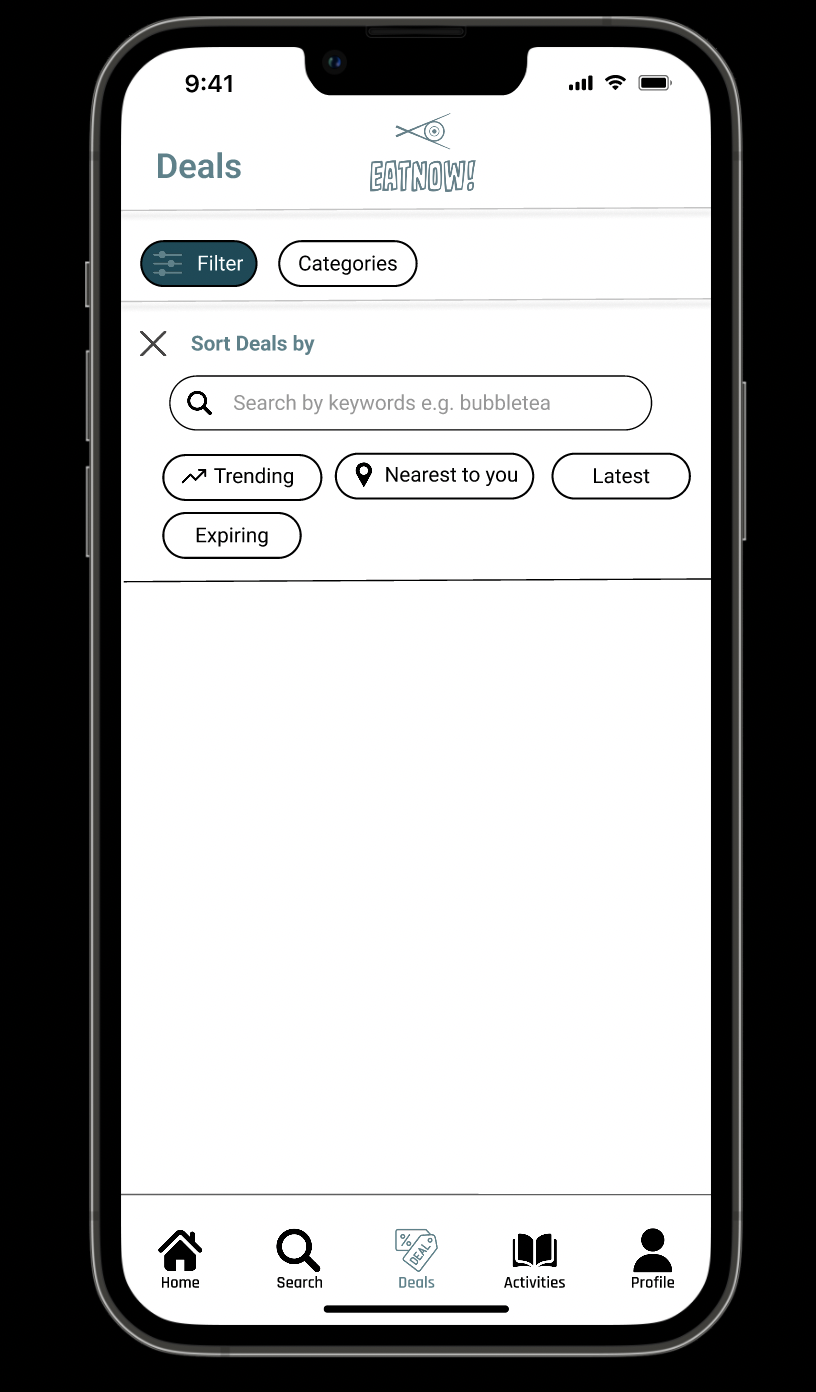 9:41
EATNOW!
Deals
Filter Categories
Sort Deals by
Search by keywords e.g. bubbletea
Trending Nearest to you Latest
Expiring
%
DEAL
Home Search Deals Activities Profile